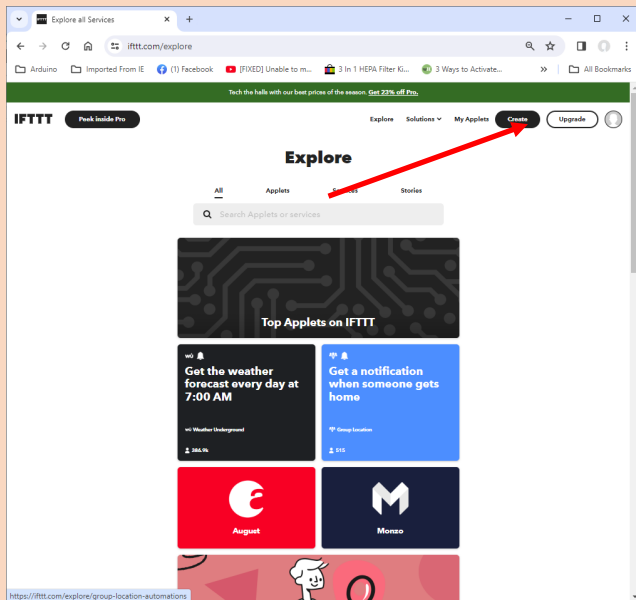 Explore all Services
ifttt.com/explore
Arduino
Imported From IE
(1) Facebook
[FIXED] Unable to m...
3 In 1 HEPA Filter Ki...
3 Ways to Activate...
All Bookmarks
Tech the halls with our best prices of the season. Get 23% off Pro.
IFTTT
Peek inside Pro
Explore
Solutions
My Applets
Create
Upgrade
Explore
All
Applets
Services
Stories
Search Applets or services
Top Applets on IFTTT
Get the weather
forecast every day at
7:00 AM
wu Weather Underground
386.9k
Get a notification
when someone gets
home
Group Location
515
August
Monzo
https://ifttt.com/explore/group-location-automations